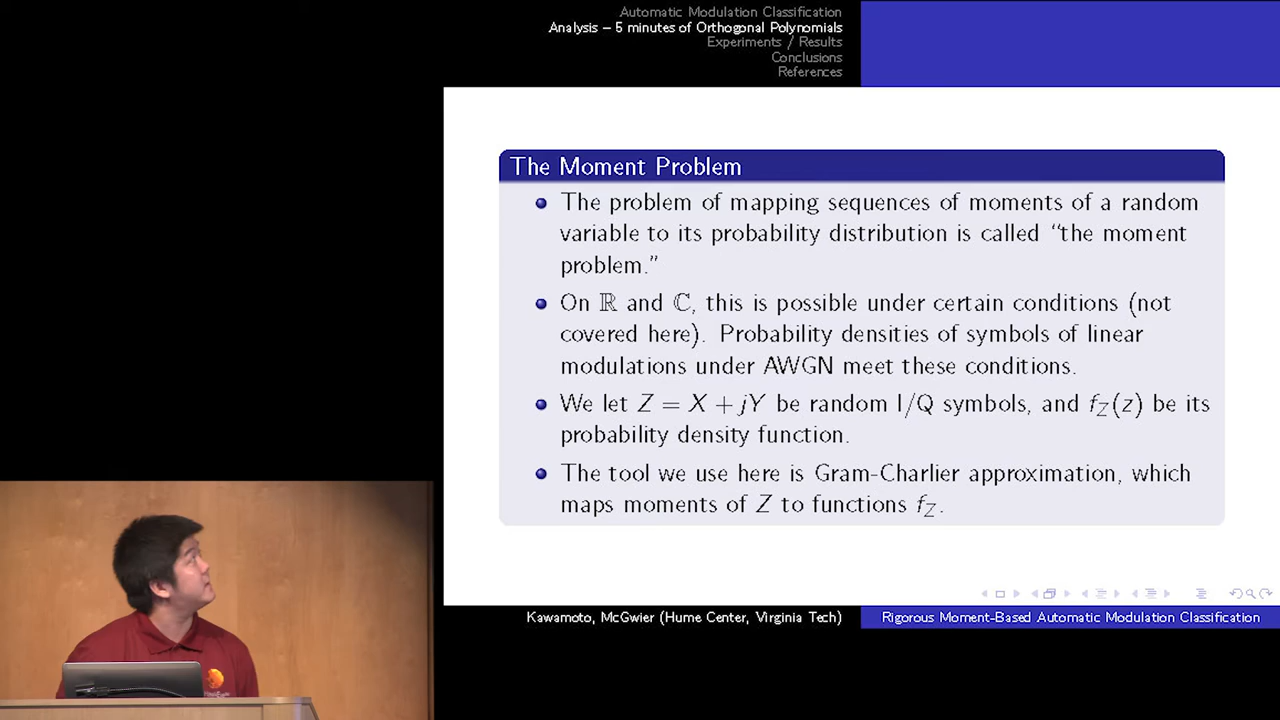 Automatic Modulation Classification
Analysis – 5 minutes of Orthogonal Polynomials
Experiments / Results
Conclusions
References
The Moment Problem
The problem of mapping sequences of moments of a random
variable to its probability distribution is called “the moment
problem.”
On ℝ and ℂ, this is possible under certain conditions (not
covered here). Probability densities of symbols of linear
modulations under AWGN meet these conditions.
We let Z = X + jY be random I/Q symbols, and f_Z(z) be its
probability density function.
The tool we use here is Gram-Charlier approximation, which
maps moments of Z to functions f_Z.
Kawamoto, McGwier (Hume Center, Virginia Tech)
Rigorous Moment-Based Automatic Modulation Classification